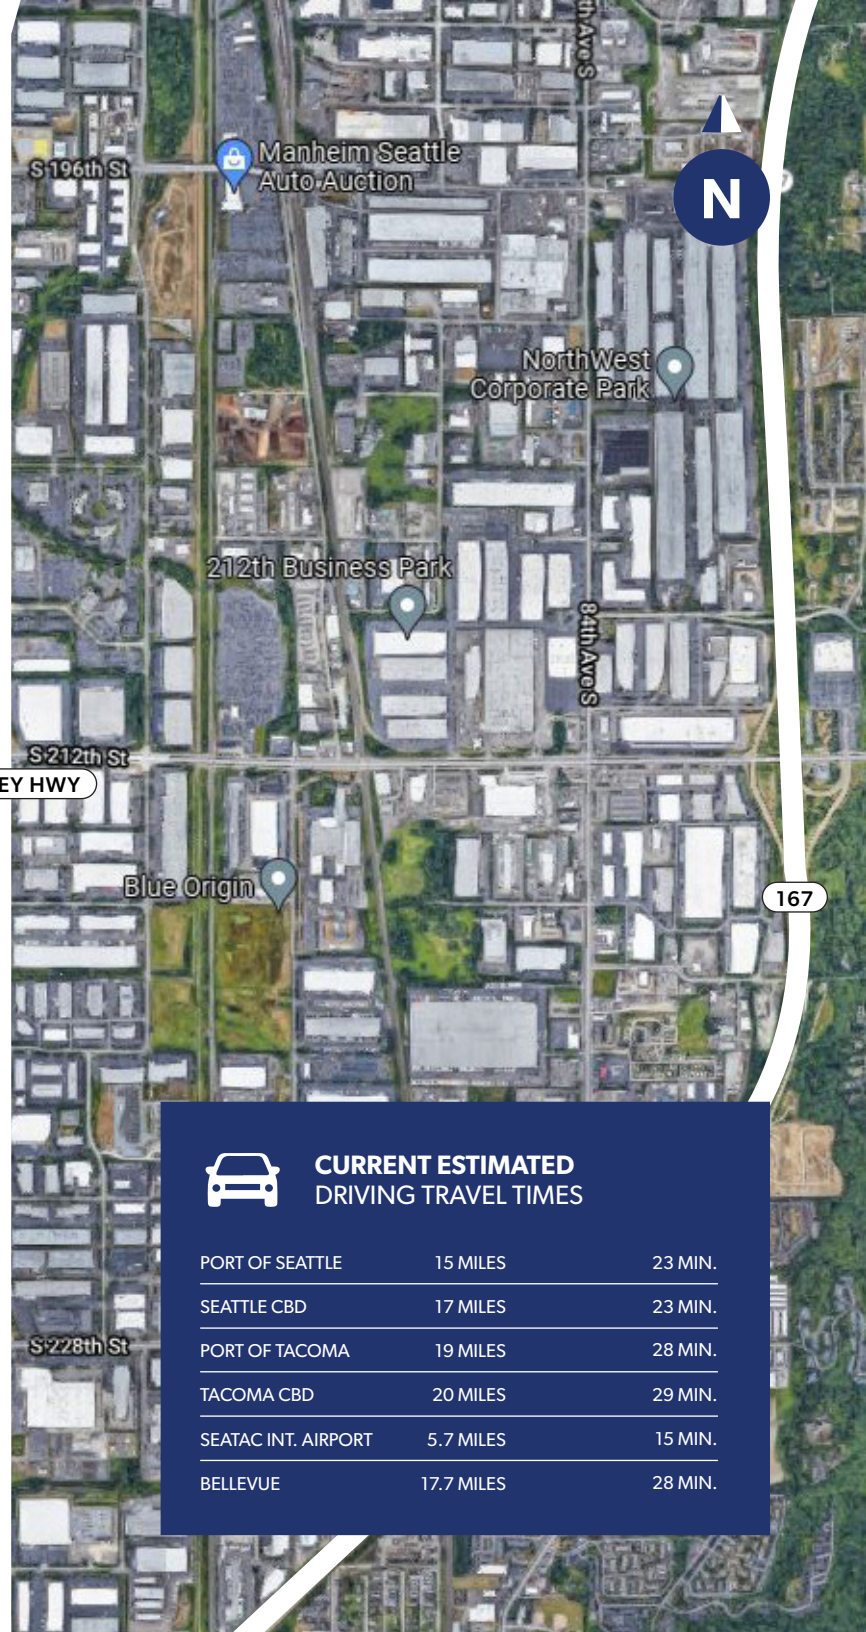 th Ave S
S 196th St
Manheim Seattle
Auto Auction
N
NorthWest
Corporate Park
212th Business Park
84th Ave S
S 212th St
EY HWY
Blue Origin
167
CURRENT ESTIMATED
DRIVING TRAVEL TIMES
PORT OF SEATTLE 15 MILES 23 MIN.
SEATTLE CBD 17 MILES 23 MIN.
PORT OF TACOMA 19 MILES 28 MIN.
TACOMA CBD 20 MILES 29 MIN.
SEATAC INT. AIRPORT 5.7 MILES 15 MIN.
BELLEVUE 17.7 MILES 28 MIN.
S 228th St